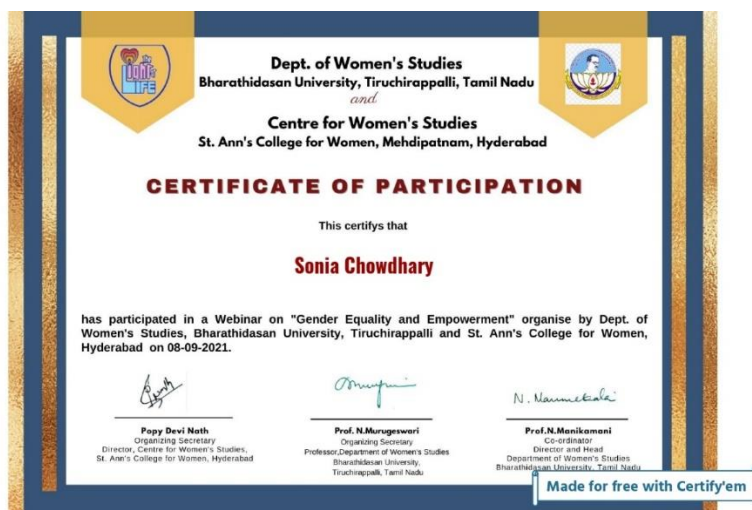 LIGHT
LIFE
Dept. of Women's Studies
Bharathidasan University, Tiruchirappalli, Tamil Nadu
and
Centre for Women's Studies
St. Ann's College for Women, Mehdipatnam, Hyderabad
CERTIFICATE OF PARTICIPATION
This certifys that
Sonia Chowdhary
has participated in a Webinar on "Gender Equality and Empowerment" organise by Dept. of
Women's Studies, Bharathidasan University, Tiruchirappalli and St. Ann's College for Women,
Hyderabad on 08-09-2021.
Popy Devi Nath
Organizing Secretary
Director, Centre for Women's Studies,
St. Ann's College for Women, Hyderabad
Prof. N.Murugeswari
Organizing Secretary
Professor,Department of Women's Studies
Bharathidasan University,
Tiruchirappalli, Tamil Nadu
N. Manimekalai
Prof.N.Manikamani
Co-ordinator
Director and Head
Department of Women's Studies
Bharathidasan University, Tamil Nadu
Made for free with Certify'em